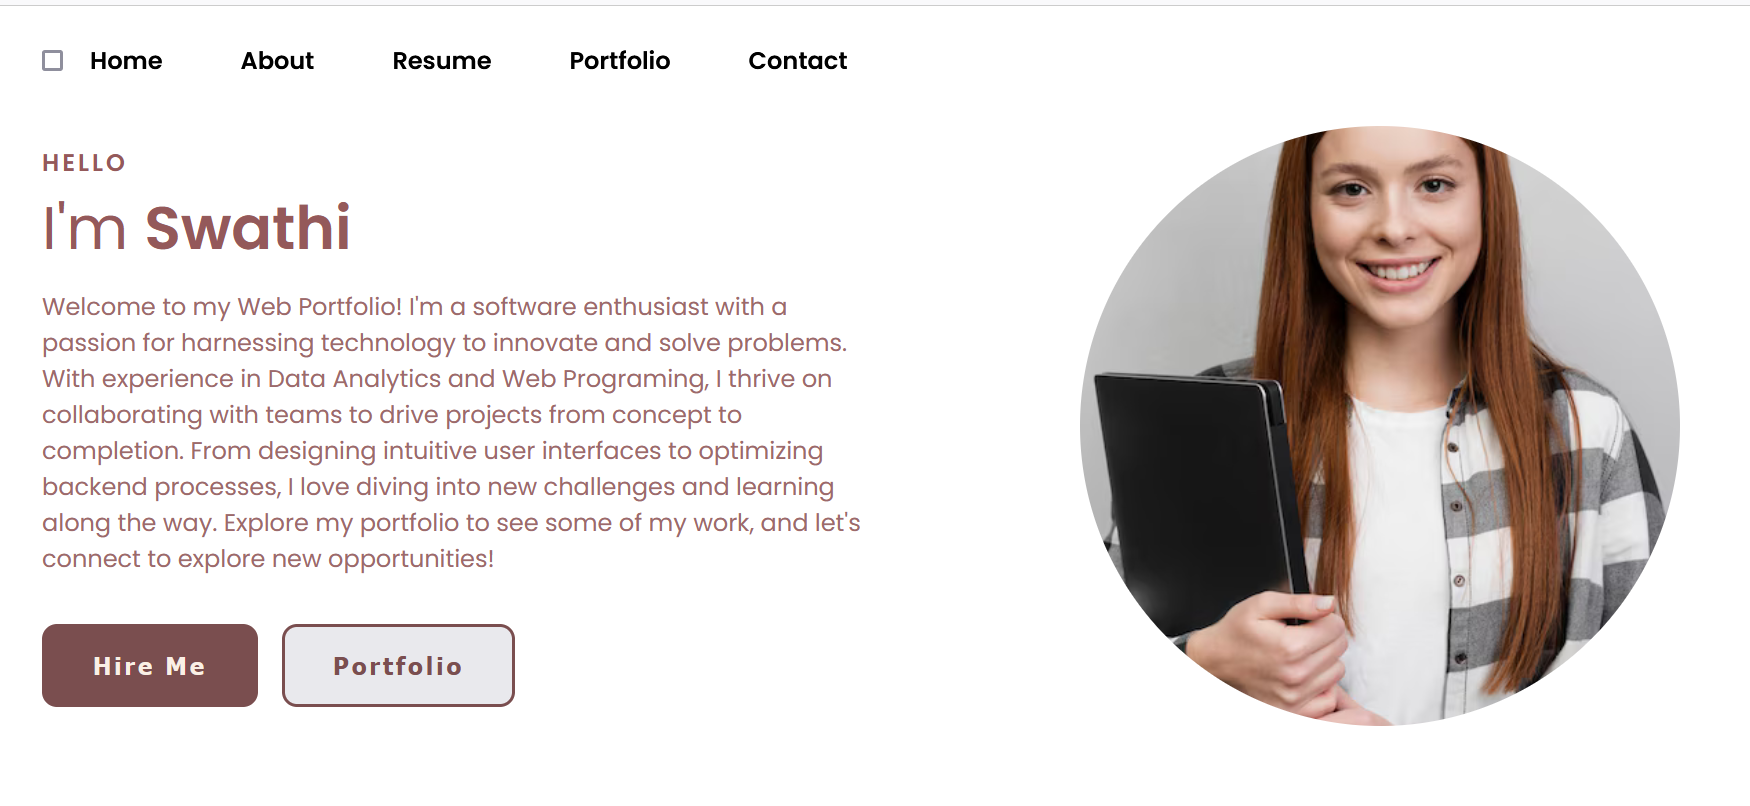 Home About Resume Portfolio Contact
HELLO
I'm Swathi
Welcome to my Web Portfolio! I'm a software enthusiast with a
passion for harnessing technology to innovate and solve problems.
With experience in Data Analytics and Web Programing, I thrive on
collaborating with teams to drive projects from concept to
completion. From designing intuitive user interfaces to optimizing
backend processes, I love diving into new challenges and learning
along the way. Explore my portfolio to see some of my work, and let's
connect to explore new opportunities!
Hire Me Portfolio